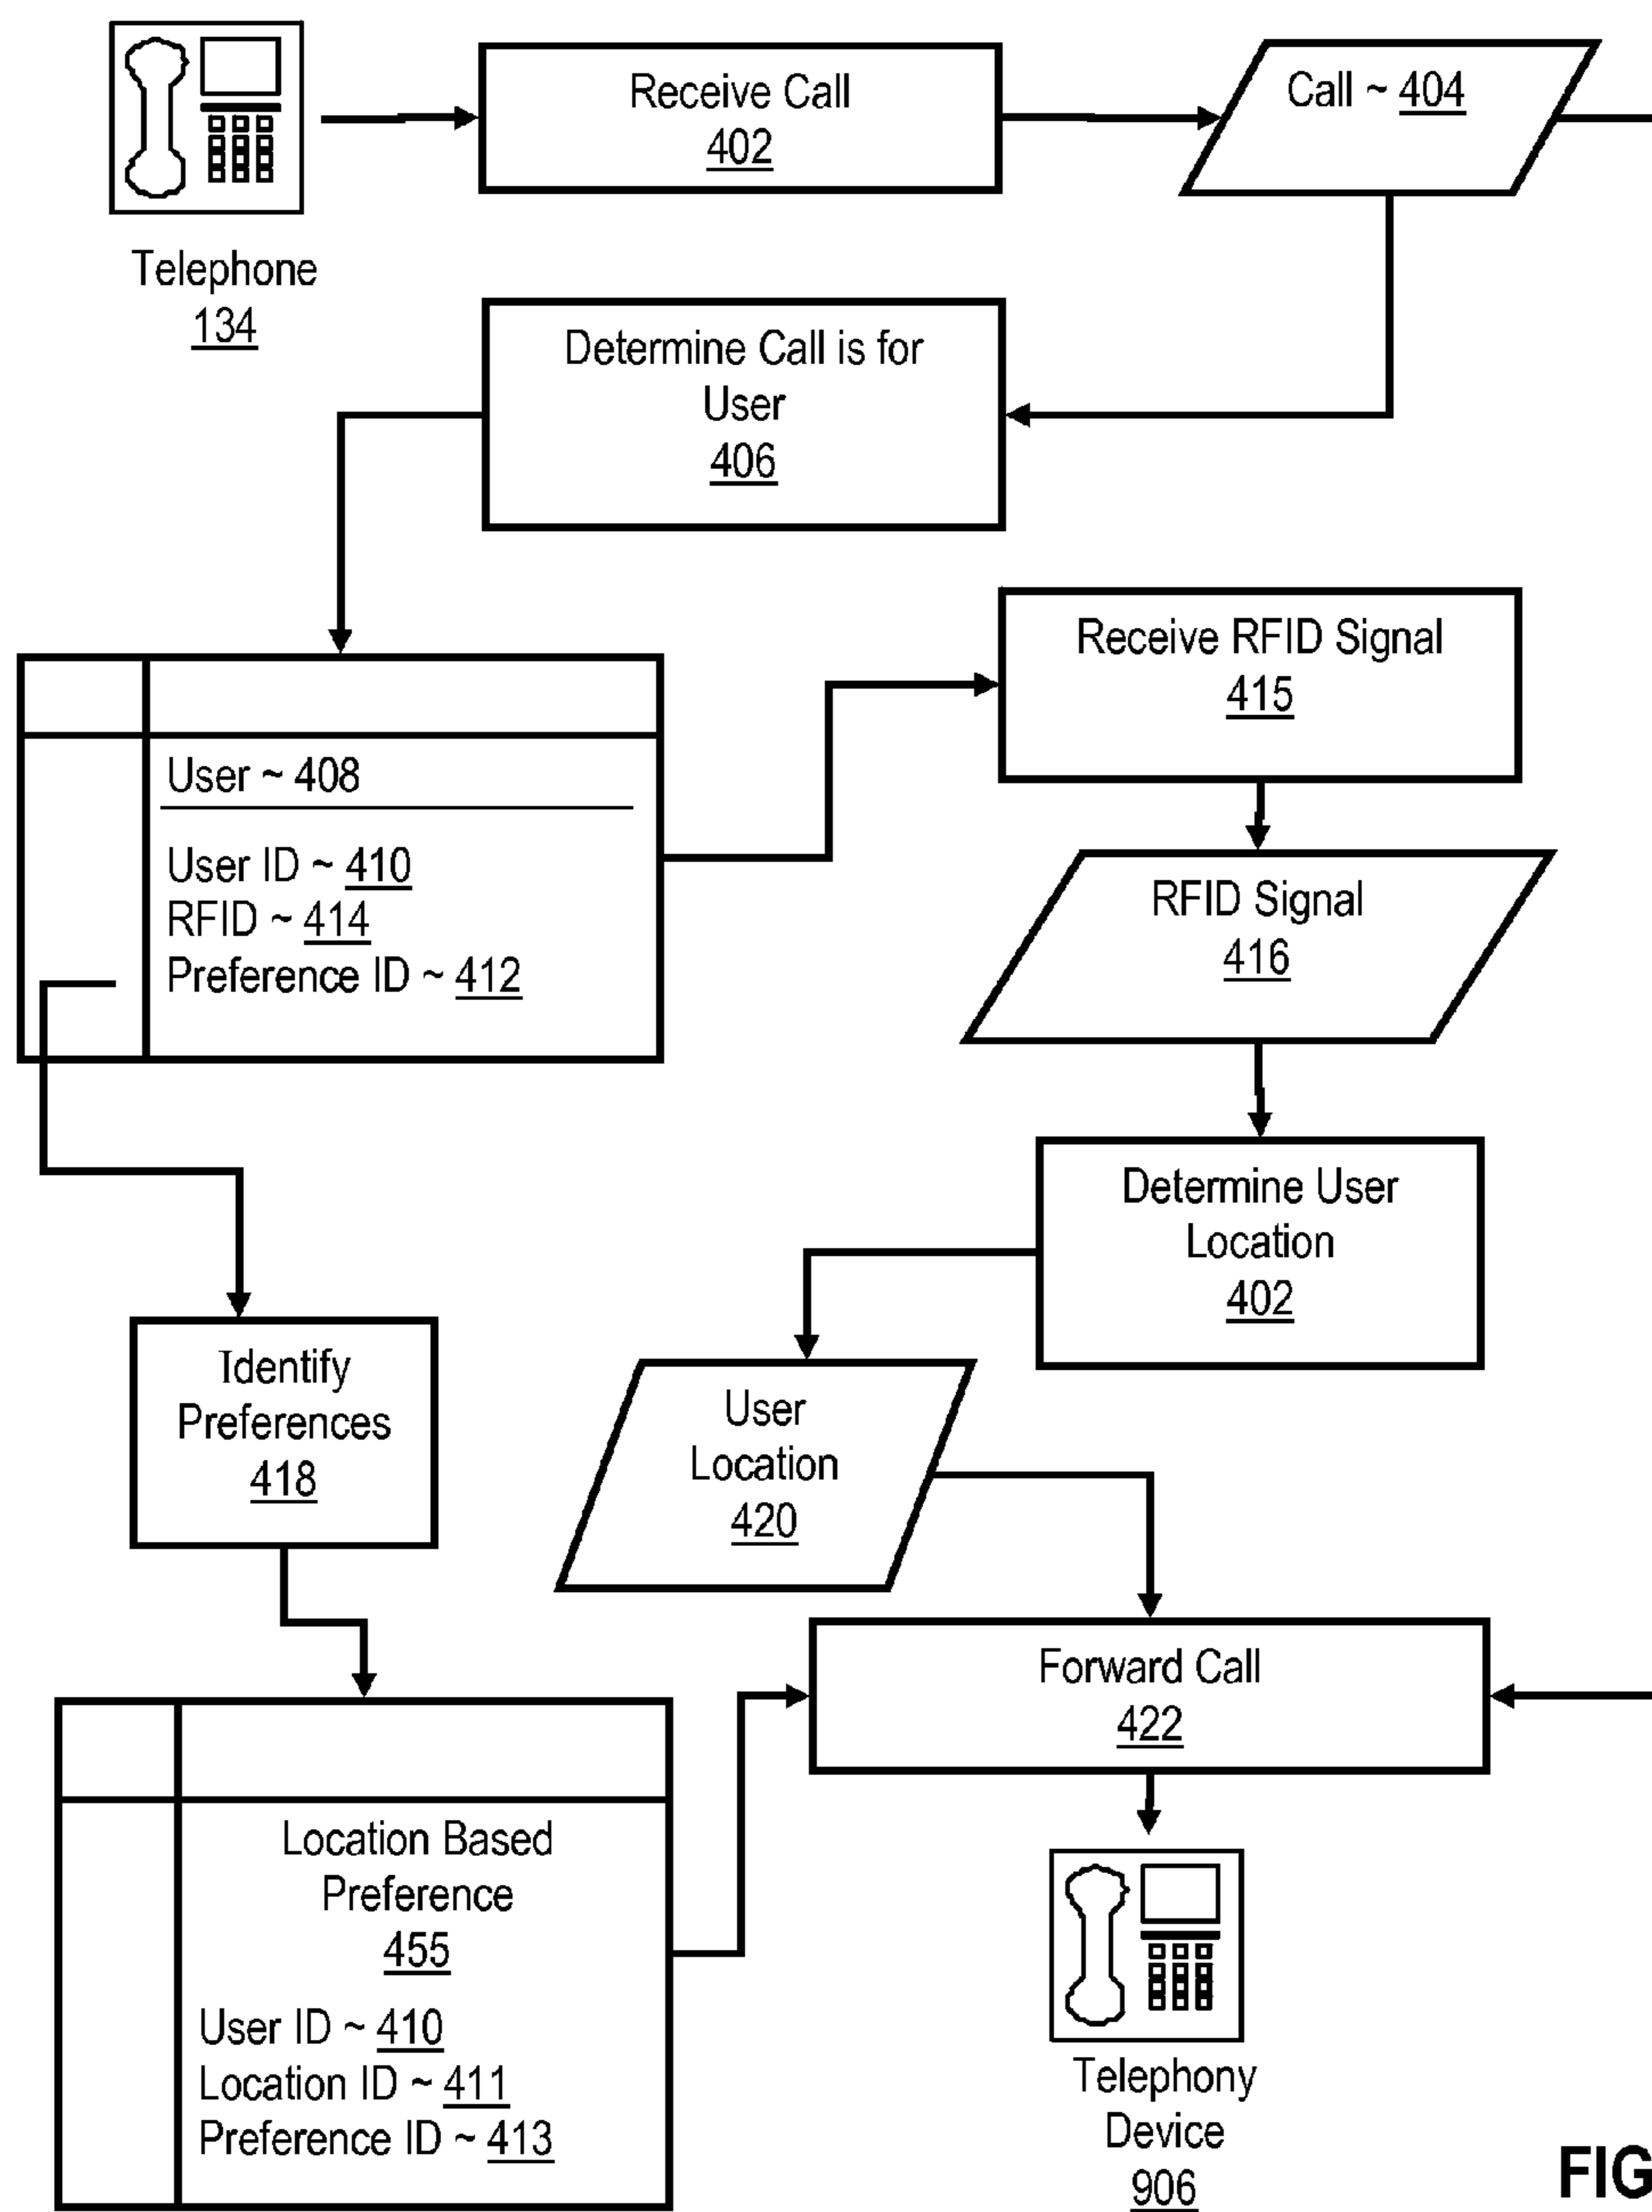 Receive Call
402
Call ~ 404
Telephone
134
Determine Call is for
User
406
Receive RFID Signal
415
User ~ 408
User ID ~ 410
RFID ~ 414
Preference ID ~ 412
RFID Signal
416
Determine User
Location
402
Identify
Preferences
418
User
Location
420
Forward Call
422
Location Based
Preference
455
User ID ~ 410
Location ID ~ 411
Preference ID ~ 413
Telephony
Device
906
FIG